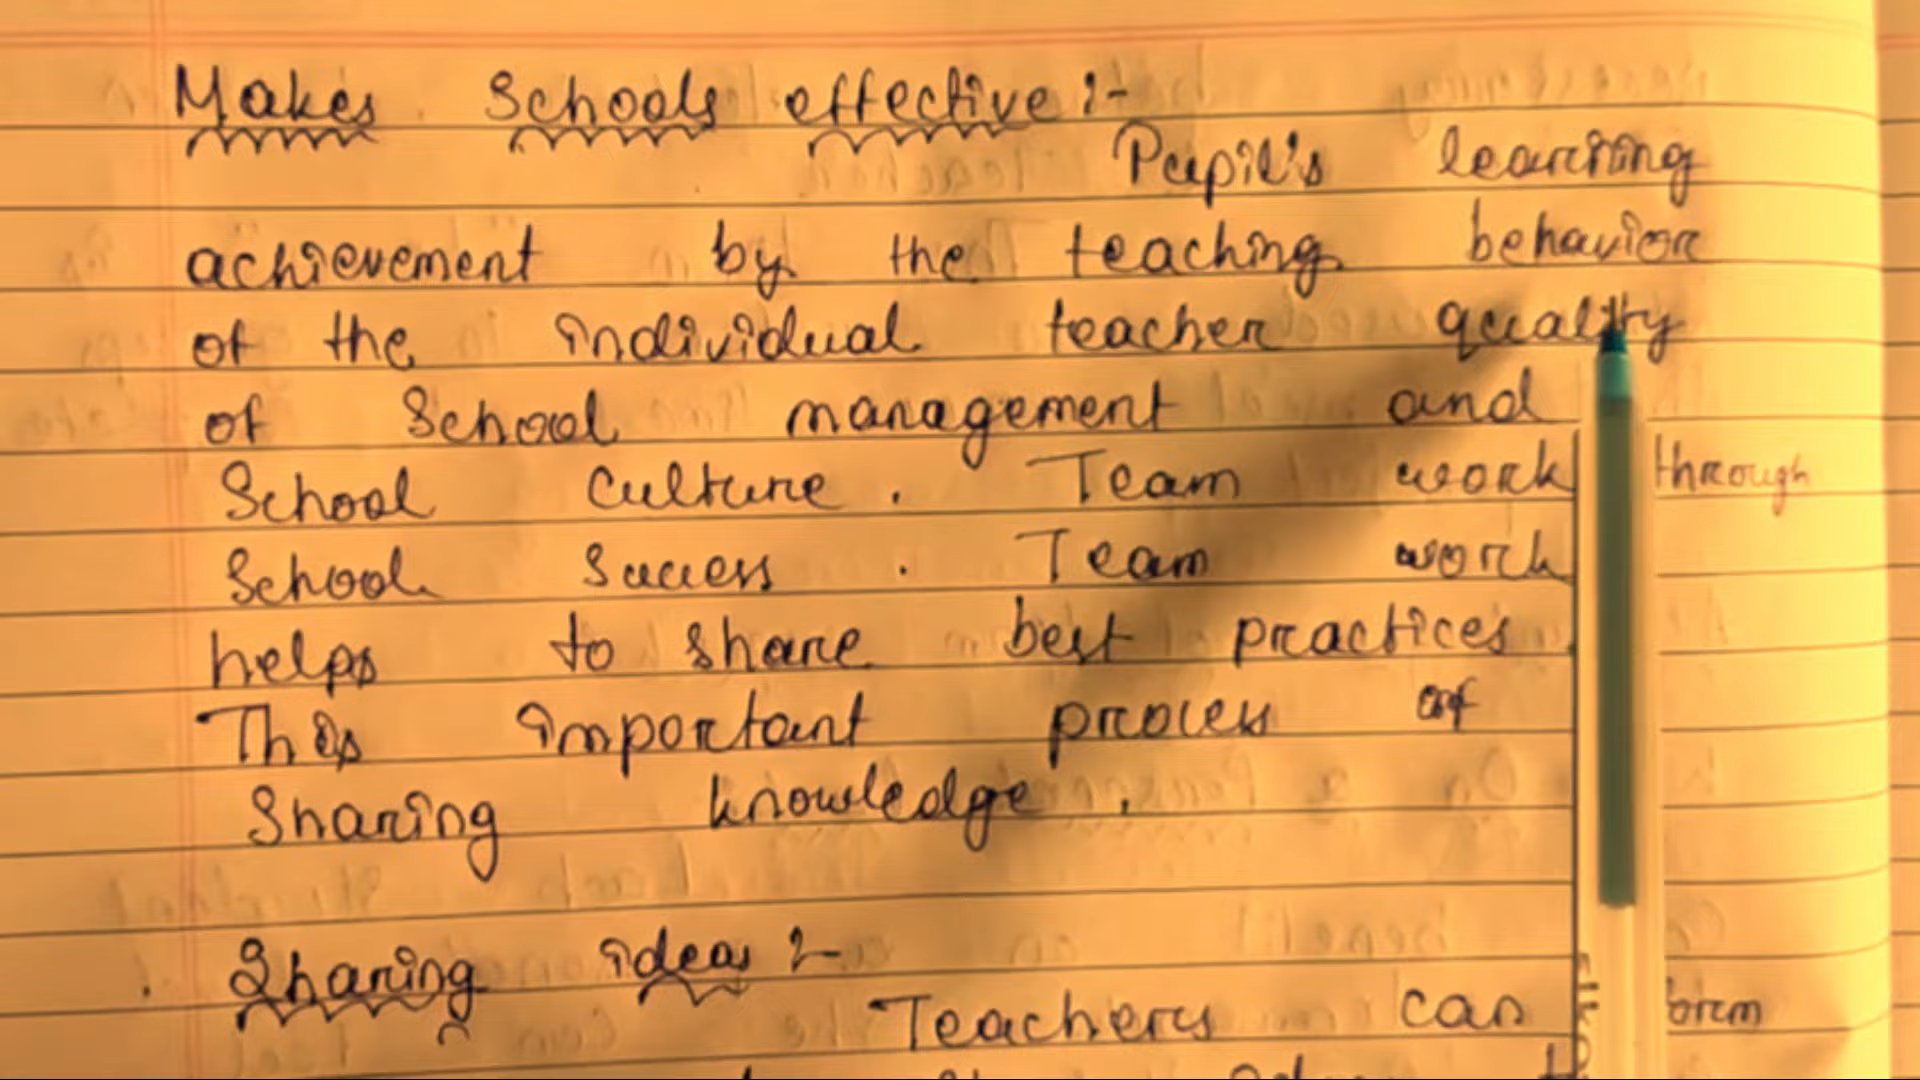 Makes Schools effective :-
Pupil's learning
achievement by the teaching behavior
of the individual teacher quality
of School management and
School Culture. Team work through
School Success. Team work
helps to share best practices.
This important process of
Sharing knowledge.
Sharing ideas :-
Teachers can